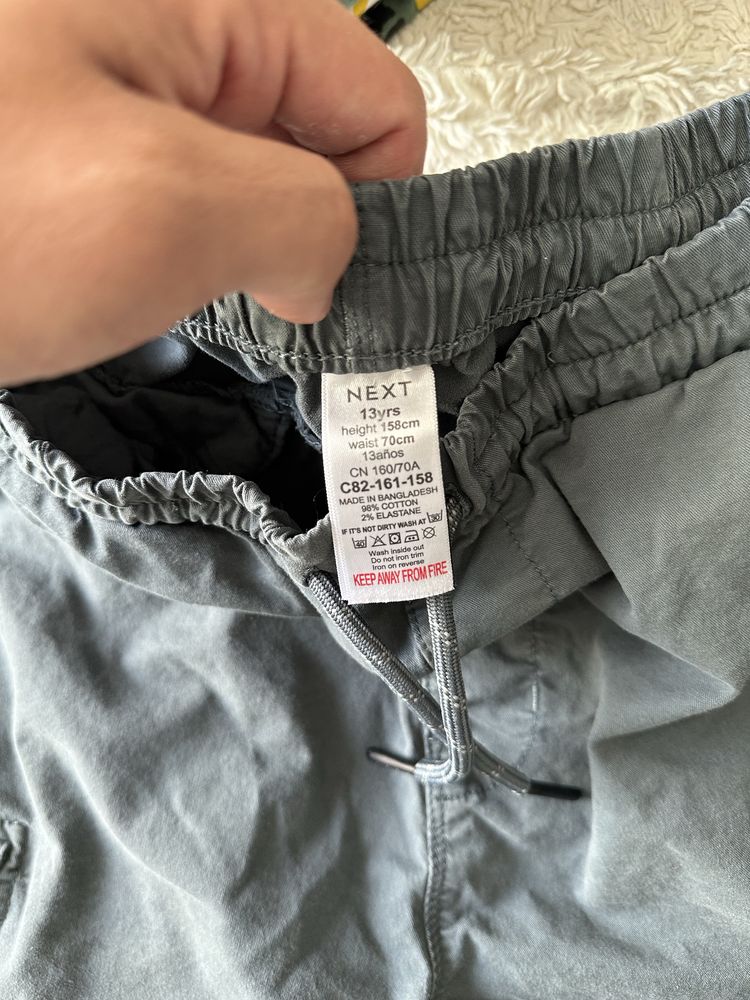 NEXT
13yrs
height 158cm
waist 70cm
13años
CN 160/70A
C82-161-158
MADE IN BANGLADESH
98% COTTON
2% ELASTANE
IF IT'S NOT DIRTY WASH AT 30°
40
Wash inside out
Do not iron trim
Iron on reverse
KEEP AWAY FROM FIRE